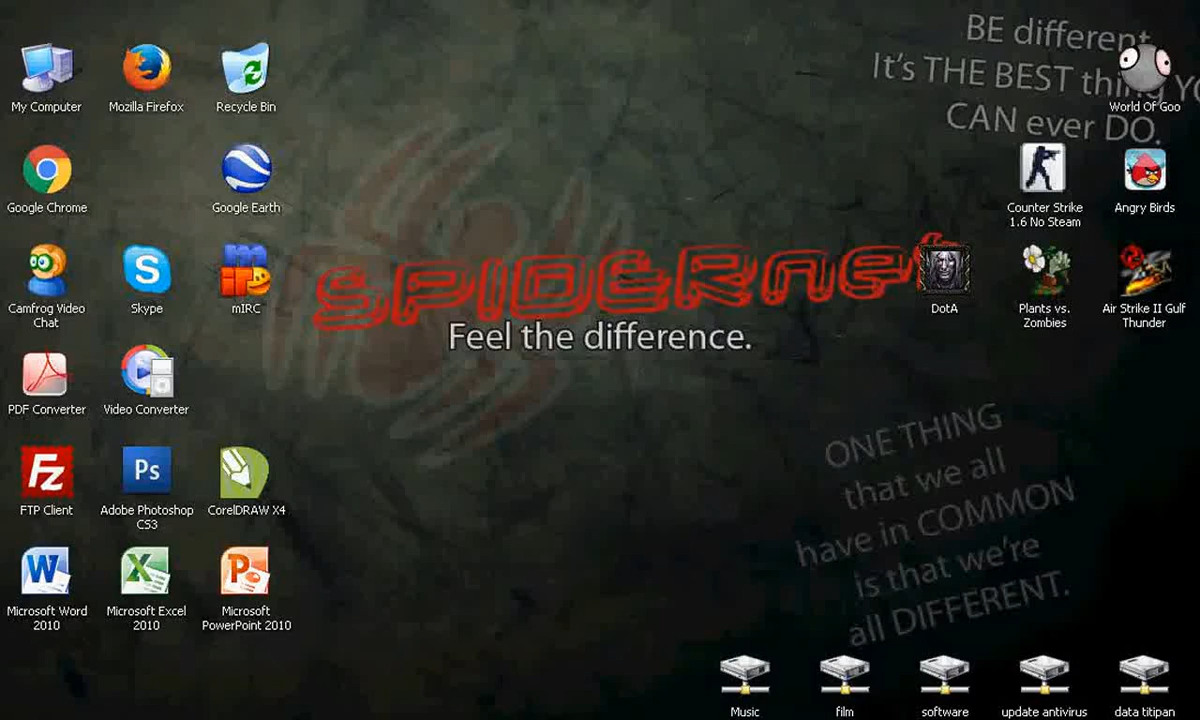 BE different
It's THE BEST thing YO
CAN ever DO.
My Computer
Mozilla Firefox
Recycle Bin
World Of Goo
Google Chrome
Google Earth
Counter Strike
1.6 No Steam
Angry Birds
SPIDERNet
Feel the difference.
Camfrog Video
Chat
Skype
mIRC
DotA
Plants vs.
Zombies
Air Strike II Gulf
Thunder
PDF Converter
Video Converter
ONE THING
that we all
have in COMMON
is that we're
all DIFFERENT.
Fz
FTP Client
Ps
Adobe Photoshop
CS3
CorelDRAW X4
Microsoft Word
2010
Microsoft Excel
2010
Microsoft
PowerPoint 2010
Music
film
software
update antivirus
data titipan